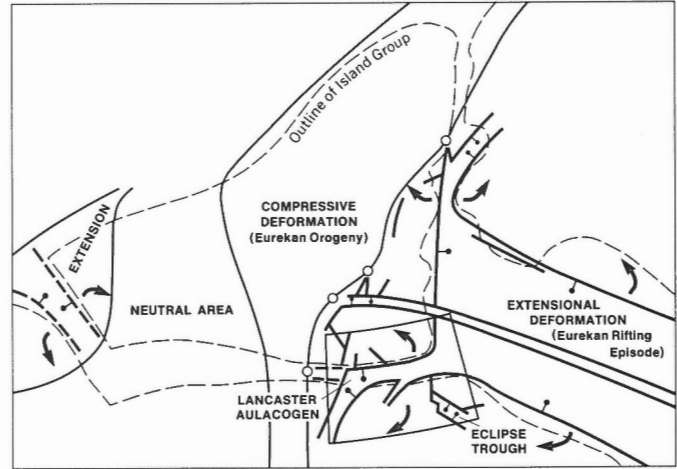 Outline of Island Group
EXTENSION
COMPRESSIVE
DEFORMATION
(Eurekan Orogeny)
NEUTRAL AREA
EXTENSIONAL
DEFORMATION
(Eurekan Rifting
Episode)
LANCASTER
AULACOGEN
ECLIPSE
TROUGH